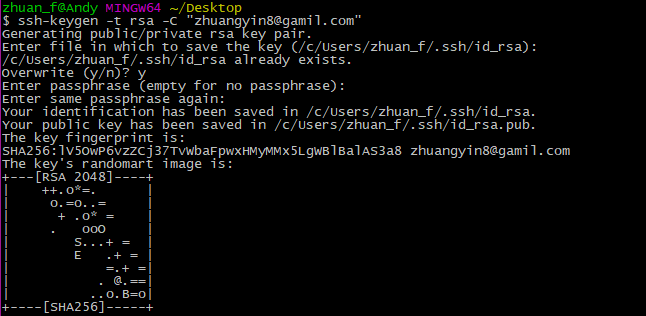 zhuan_f@Andy MINGW64 ~/Desktop
$ ssh-keygen -t rsa -C "zhuangyin8@gamil.com"
Generating public/private rsa key pair.
Enter file in which to save the key (/c/Users/zhuan_f/.ssh/id_rsa):
/c/Users/zhuan_f/.ssh/id_rsa already exists.
Overwrite (y/n)? y
Enter passphrase (empty for no passphrase):
Enter same passphrase again:
Your identification has been saved in /c/Users/zhuan_f/.ssh/id_rsa.
Your public key has been saved in /c/Users/zhuan_f/.ssh/id_rsa.pub.
The key fingerprint is:
SHA256:lV5OwP6vzZCj37TvWbaFpwxHMyMMx5LgWBlBalAS3a8 zhuangyin8@gamil.com
The key's randomart image is:
+---[RSA 2048]----+
|    ++.o*=.      |
|     o.=o..=     |
|      + .o* =    |
|     .   ooO     |
|        S...+ =  |
|        E   .+ = |
|            =.+ =|
|           . @.==|
|          ..o.B=o|
+----[SHA256]-----+